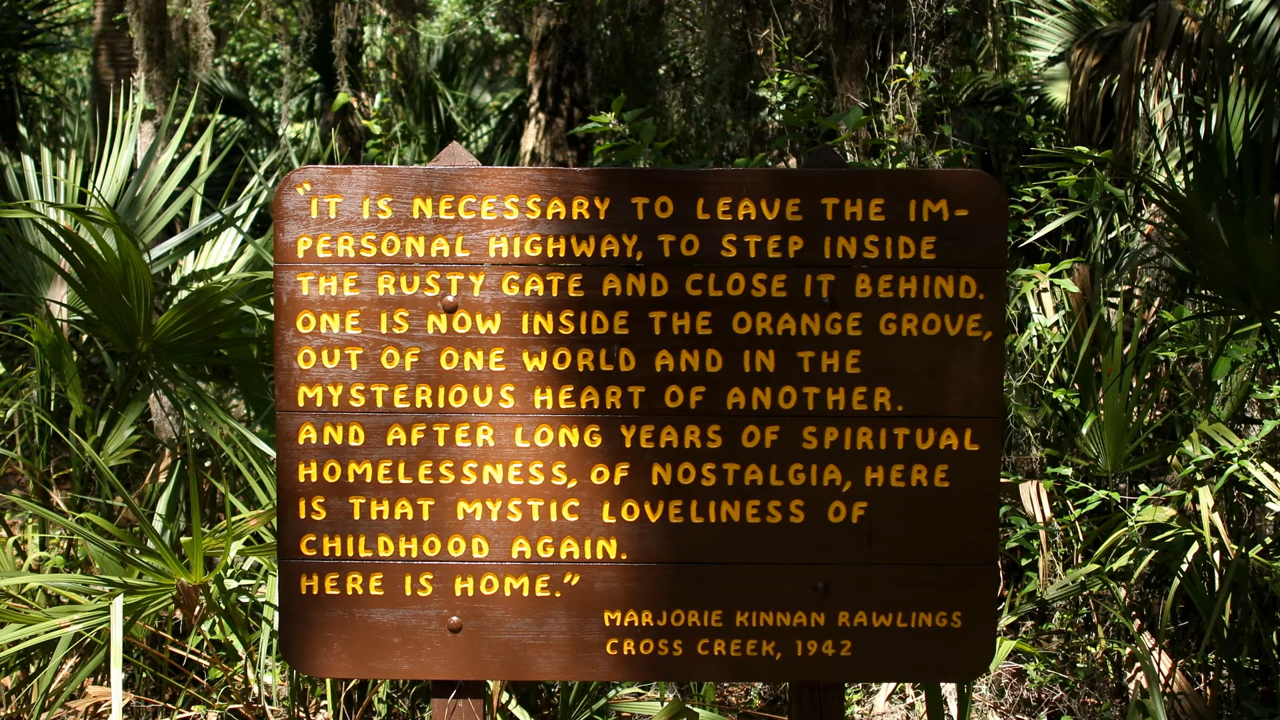 "IT IS NECESSARY TO LEAVE THE IM-
PERSONAL HIGHWAY, TO STEP INSIDE
THE RUSTY GATE AND CLOSE IT BEHIND.
ONE IS NOW INSIDE THE ORANGE GROVE,
OUT OF ONE WORLD AND IN THE
MYSTERIOUS HEART OF ANOTHER.
AND AFTER LONG YEARS OF SPIRITUAL
HOMELESSNESS, OF NOSTALGIA, HERE
IS THAT MYSTIC LOVELINESS OF
CHILDHOOD AGAIN.
HERE IS HOME."
MARJORIE KINNAN RAWLINGS
CROSS CREEK, 1942